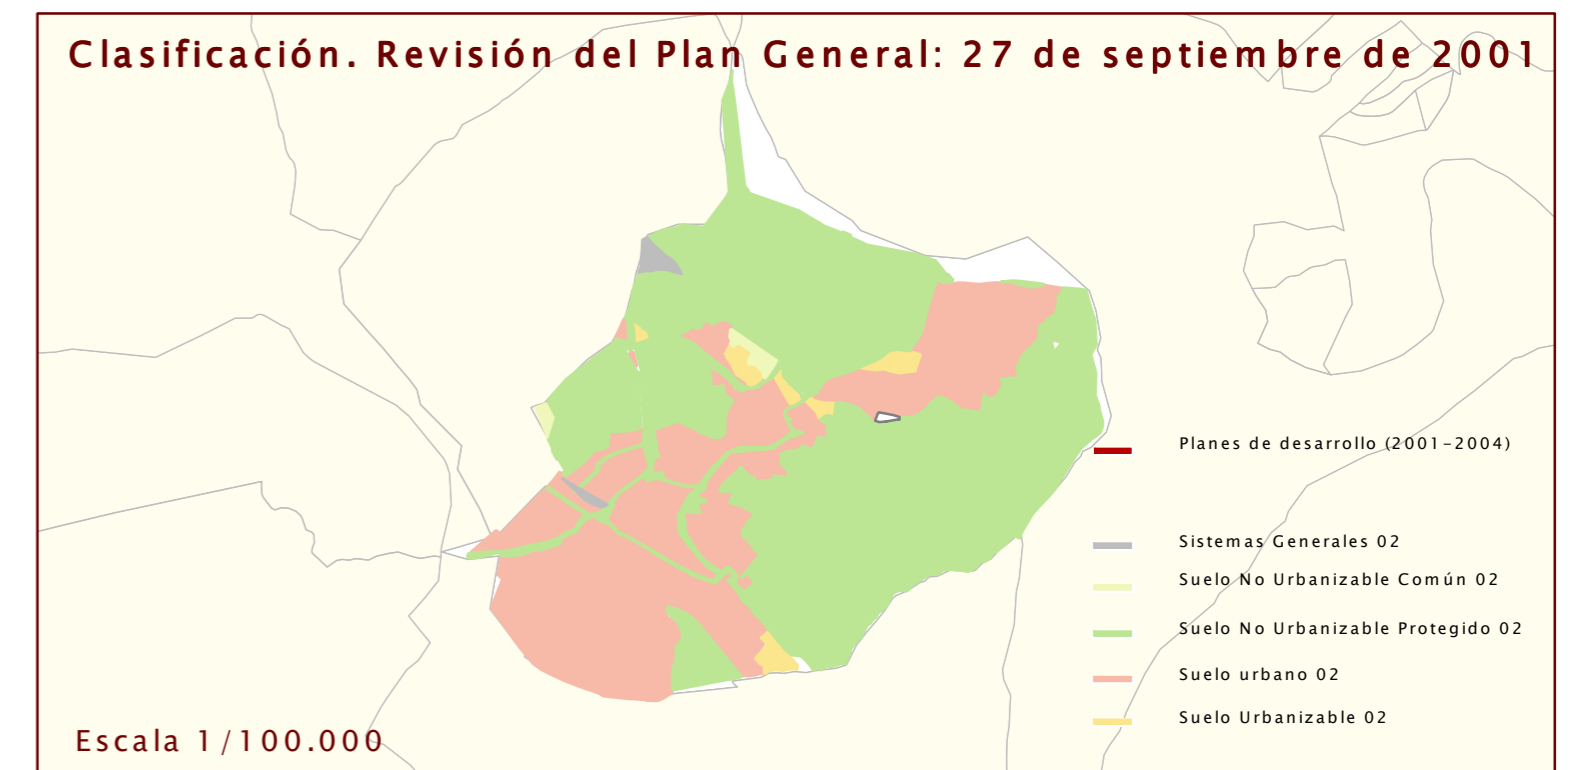 Clasificación. Revisión del Plan General: 27 de septiembre de 2001
Planes de desarrollo (2001-2004)
Sistemas Generales 02
Suelo No Urbanizable Común 02
Suelo No Urbanizable Protegido 02
Suelo urbano 02
Suelo Urbanizable 02
Escala 1/100.000